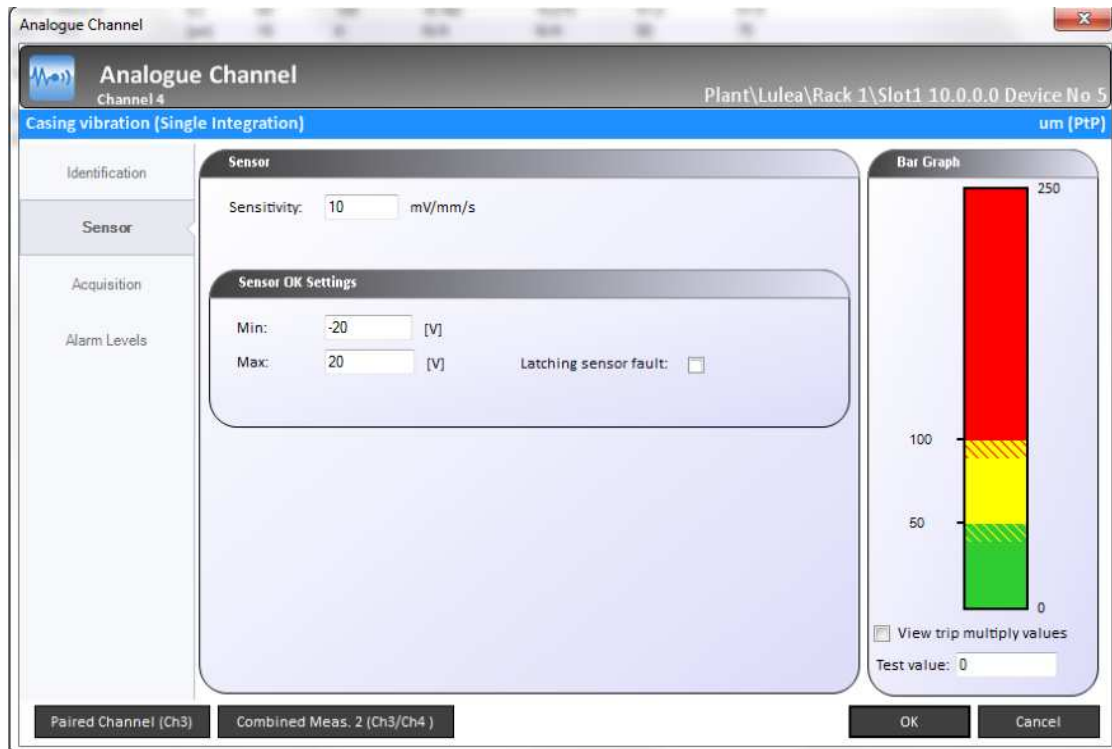 Analogue Channel
Analogue Channel
Channel 4
Plant\Lulea\Rack 1\Slot1 10.0.0.0 Device No 5
Casing vibration (Single Integration)
um (PtP)
Identification
Sensor
Acquisition
Alarm Levels
Sensor
Sensitivity: 10 mV/mm/s
Sensor OK Settings
Min: -20 [V]
Max: 20 [V] Latching sensor fault:
Bar Graph
250
100
50
0
View trip multiply values
Test value: 0
Paired Channel (Ch3)
Combined Meas. 2 (Ch3/Ch4 )
OK
Cancel